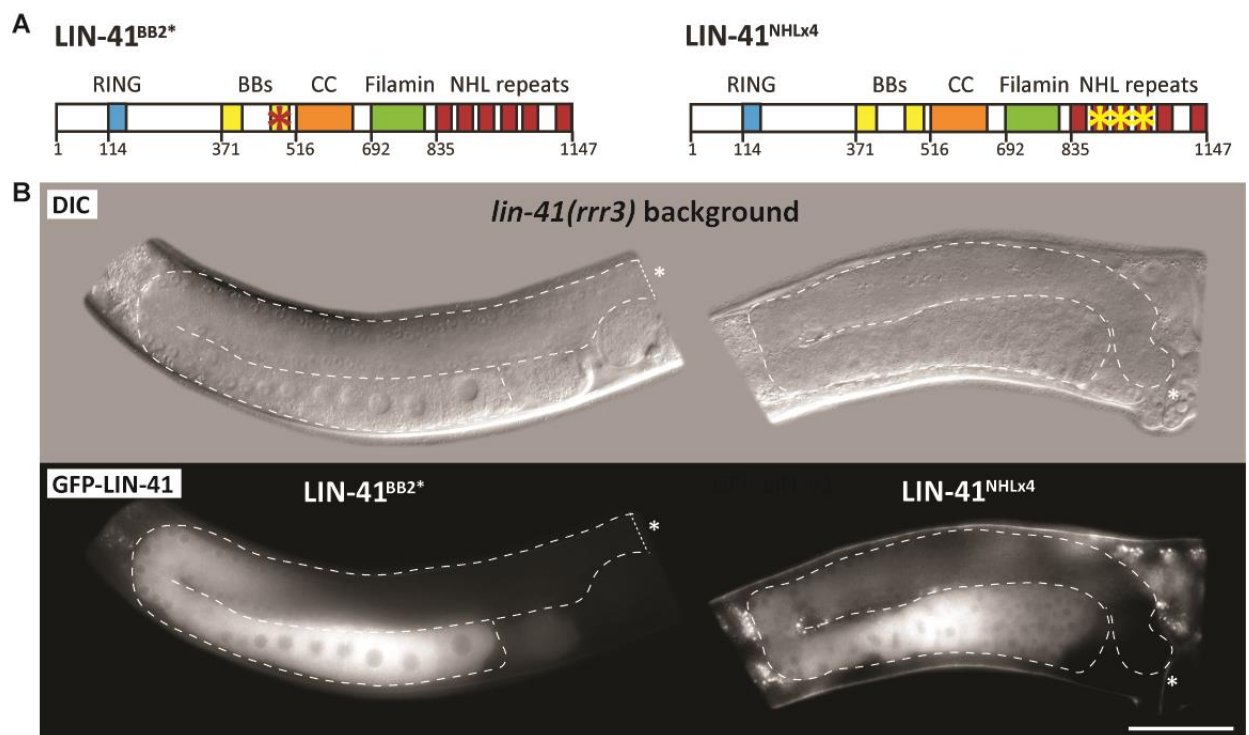 A
LIN-41BB2*
LIN-41NHLx4
RING BBs CC Filamin NHL repeats
1 114 371 516 692 835 1147
RING BBs CC Filamin NHL repeats
1 114 371 516 692 835 1147
B
DIC
lin-41(rrr3) background
*
*
GFP-LIN-41
LIN-41BB2*
LIN-41NHLx4
*
*